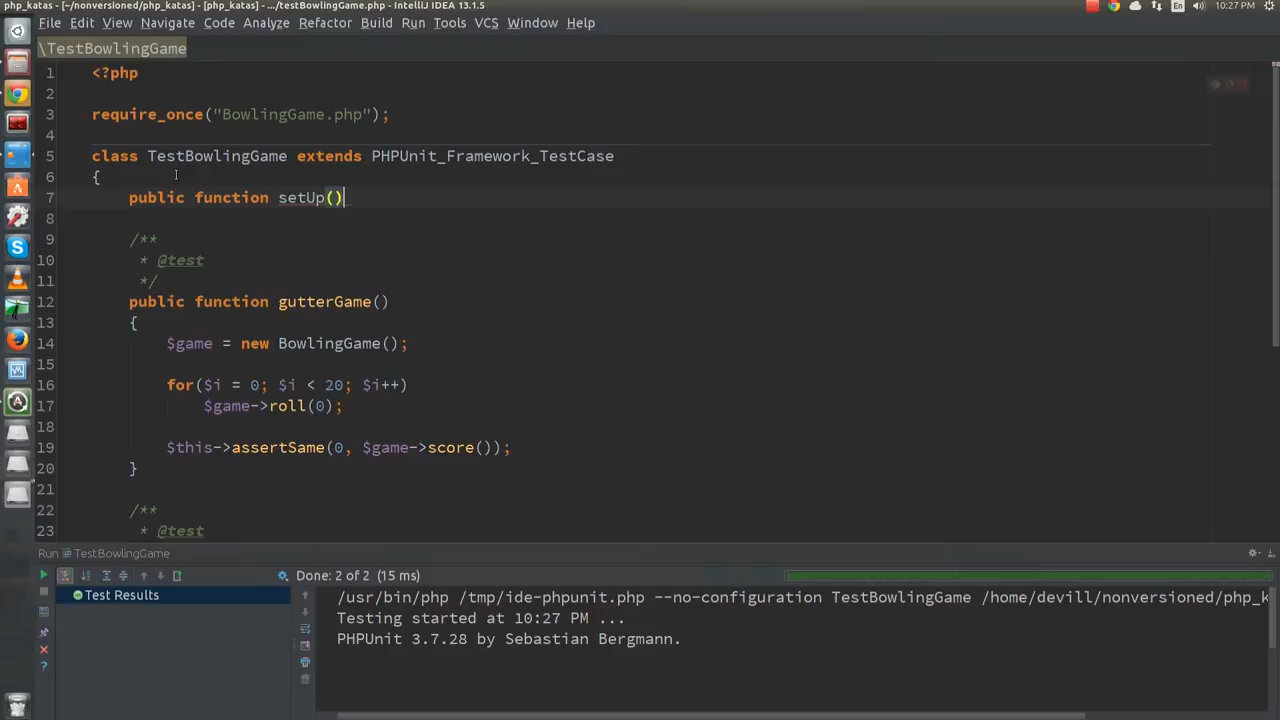 php_katas - [~/nonversioned/php_katas] - [php_katas] - .../testBowlingGame.php - IntelliJ IDEA 13.1.5
En
10:27 PM
File Edit View Navigate Code Analyze Refactor Build Run Tools VCS Window Help
\TestBowlingGame
1 <?php
2
3 require_once("BowlingGame.php");
4
5 class TestBowlingGame extends PHPUnit_Framework_TestCase
6 {
7 public function setUp()
8
9 /**
10 * @test
11 */
12 public function gutterGame()
13 {
14 $game = new BowlingGame();
15
16 for($i = 0; $i < 20; $i++)
17 $game->roll(0);
18
19 $this->assertSame(0, $game->score());
20 }
21
22 /**
23 * @test
Run TestBowlingGame
Done: 2 of 2 (15 ms)
Test Results
/usr/bin/php /tmp/ide-phpunit.php --no-configuration TestBowlingGame /home/devill/nonversioned/php_k
Testing started at 10:27 PM ...
PHPUnit 3.7.28 by Sebastian Bergmann.